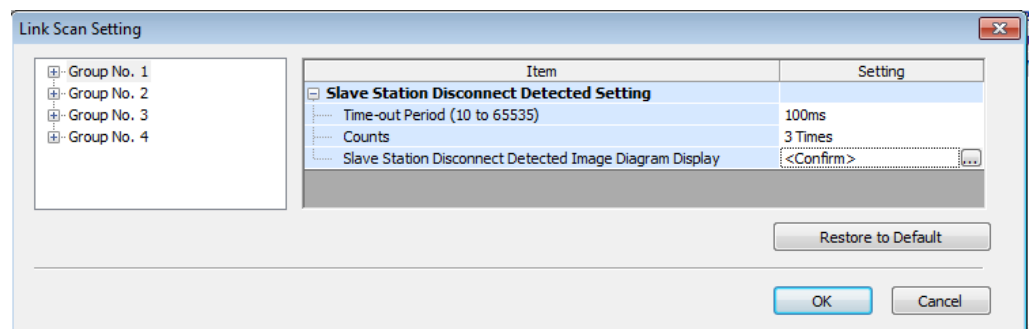 Link Scan Setting
Group No. 1
Group No. 2
Group No. 3
Group No. 4
Item Setting
Slave Station Disconnect Detected Setting
Time-out Period (10 to 65535) 100ms
Counts 3 Times
Slave Station Disconnect Detected Image Diagram Display <Confirm> ...
Restore to Default
OK Cancel